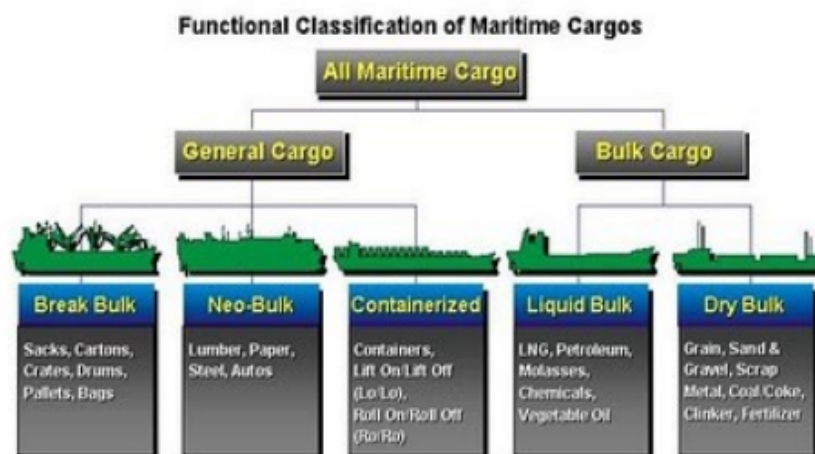 Functional Classification of Maritime Cargos
All Maritime Cargo
General Cargo
Bulk Cargo
Break Bulk
Sacks, Cartons,
Crates, Drums,
Pallets, Bags
Neo-Bulk
Lumber, Paper,
Steel, Autos
Containerized
Containers,
Lift On/Lift Off
(Lo/Lo),
Roll On/Roll Off
(Ro/Ro)
Liquid Bulk
LNG, Petroleum,
Molasses,
Chemicals,
Vegetable Oil
Dry Bulk
Grain, Sand &
Gravel, Scrap
Metal, Coal/Coke,
Clinker, Fertilizer